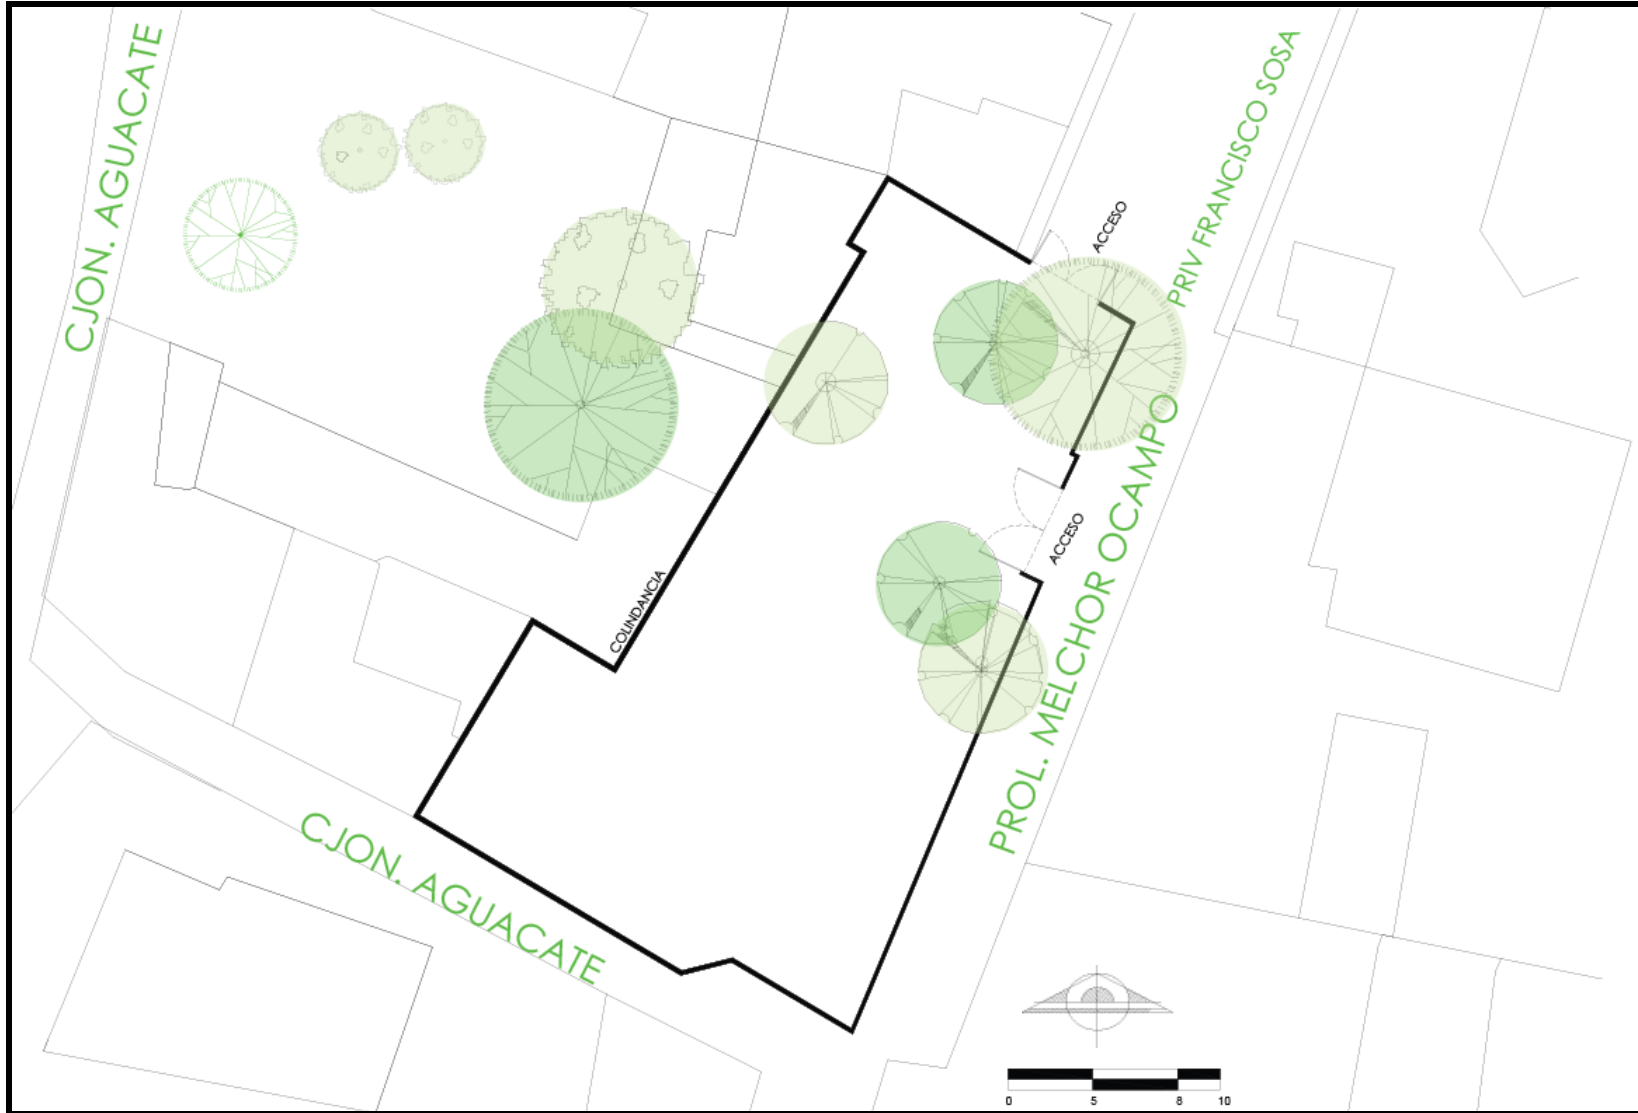 CJON. AGUACATE
PRIV FRANCISCO SOSA
ACCESO
ACCESO
COLINDANCIA
PROL. MELCHOR OCAMPO
CJON. AGUACATE
0 5 8 10